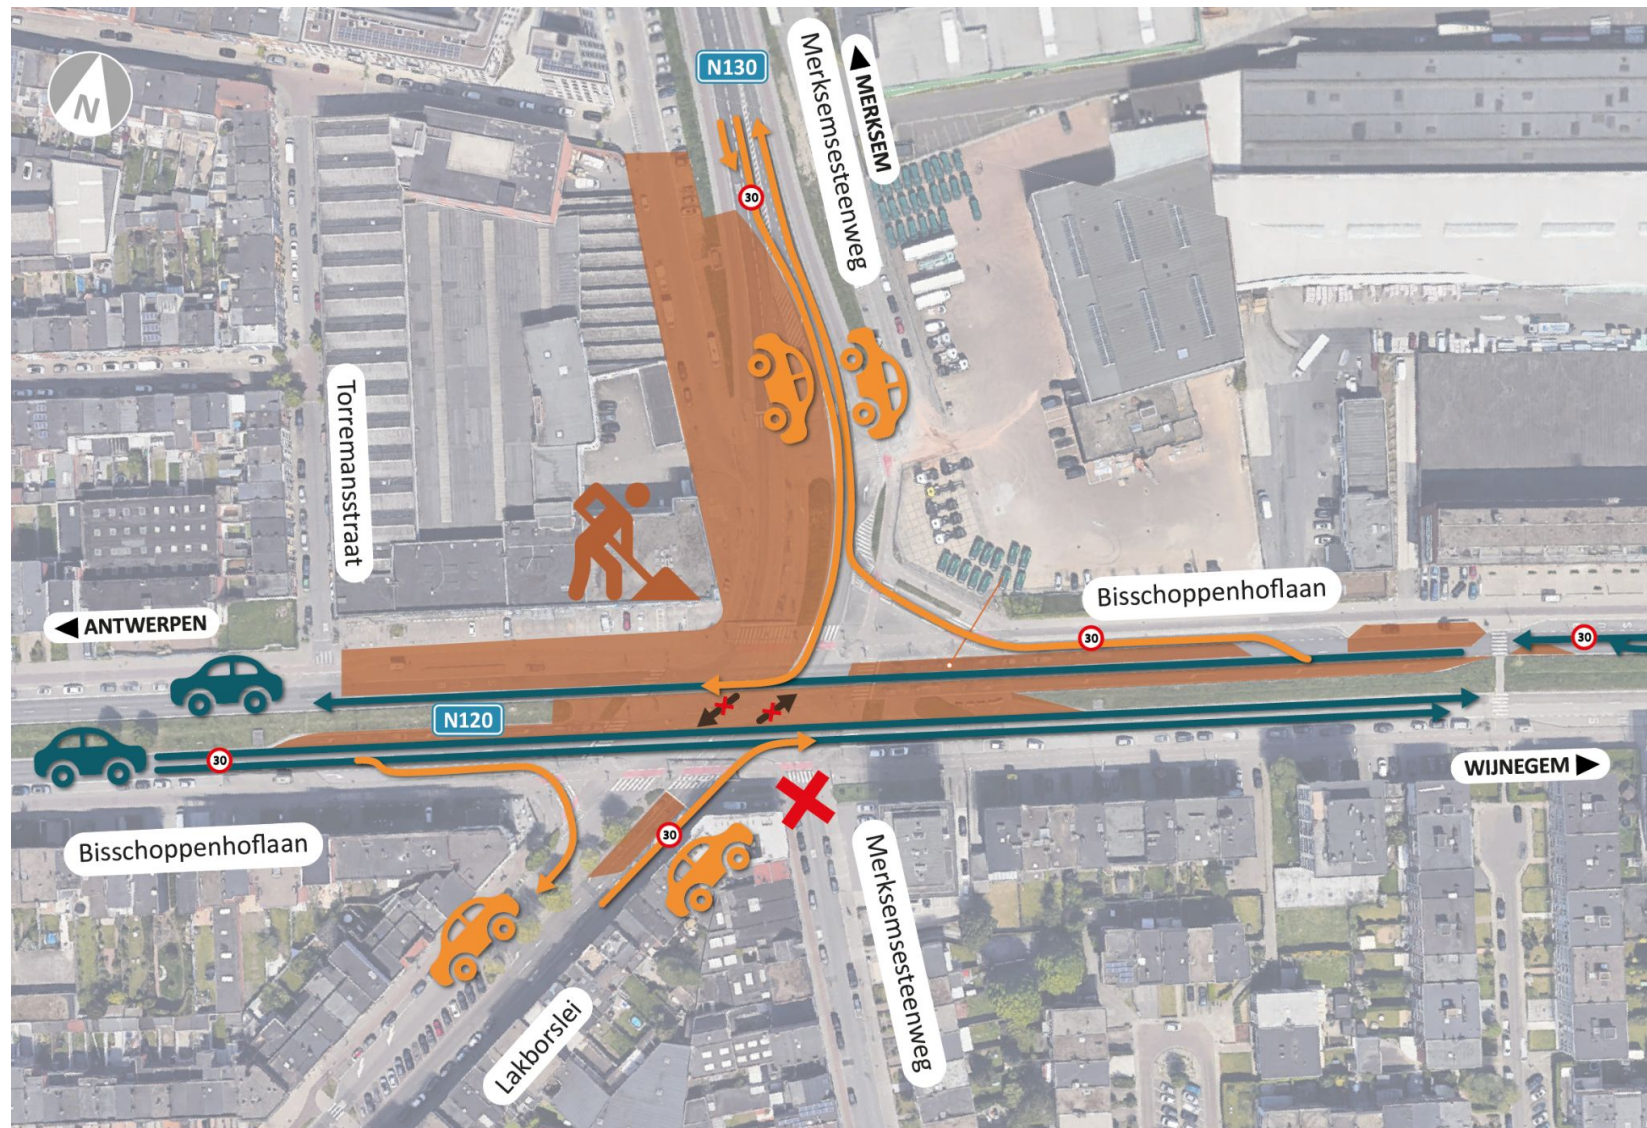 N130
Merksemsesteenweg
◀ MERKSEM
N
30
Torremansstraat
◀ ANTWERPEN
Bisschoppenhoflaan
30
30
N120
30
WIJNEGEM ▶
Bisschoppenhoflaan
30
Merksemsesteenweg
Lakborslei